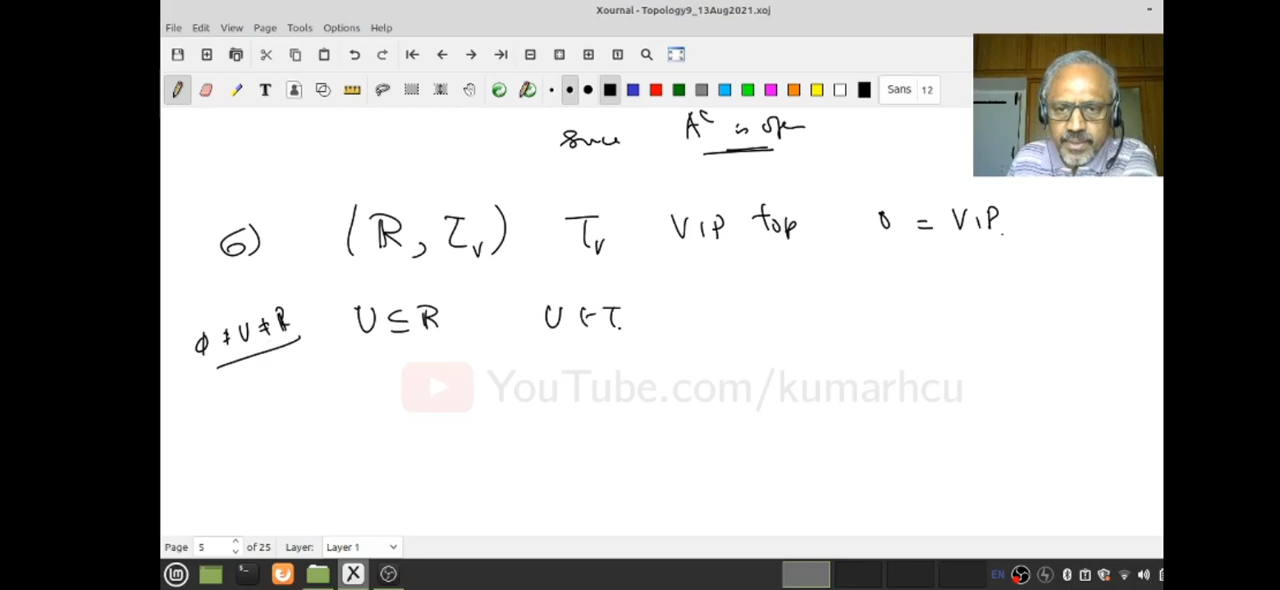 Xournal - Topology9_13Aug2021.xoj
File Edit View Page Tools Options Help
Sans 12
since A^c is open
6) (ℝ, τ_v) τ_v VIP top 0 = VIP.
φ ≠ U ≠ ℝ U ⊆ ℝ U ∈ τ.
YouTube.com/kumarhcu
Page 5 of 25 Layer: Layer 1
EN